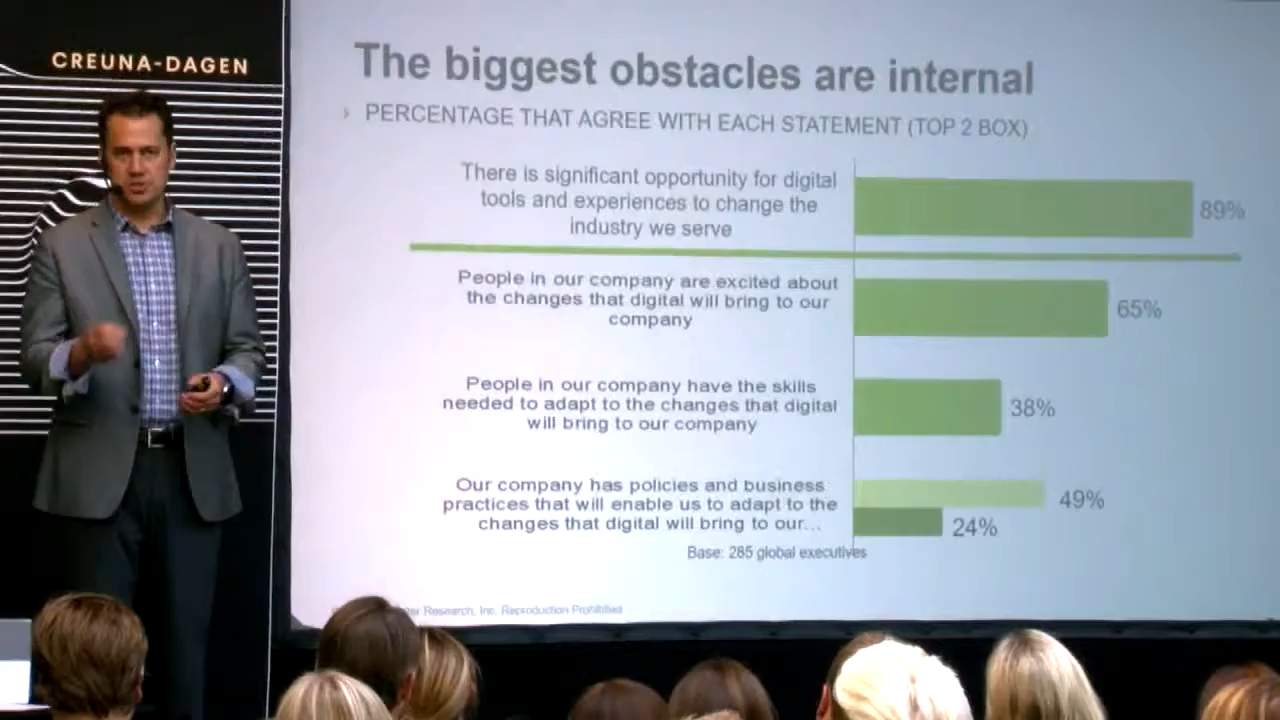 CREUNA-DAGEN
The biggest obstacles are internal
› PERCENTAGE THAT AGREE WITH EACH STATEMENT (TOP 2 BOX)
There is significant opportunity for digital
tools and experiences to change the
industry we serve
89%
People in our company are excited about
the changes that digital will bring to our
company
65%
People in our company have the skills
needed to adapt to the changes that digital
will bring to our company
38%
Our company has policies and business
practices that will enable us to adapt to the
changes that digital will bring to our...
49%
24%
Base: 285 global executives
Research, Inc. Reproduction Prohibited